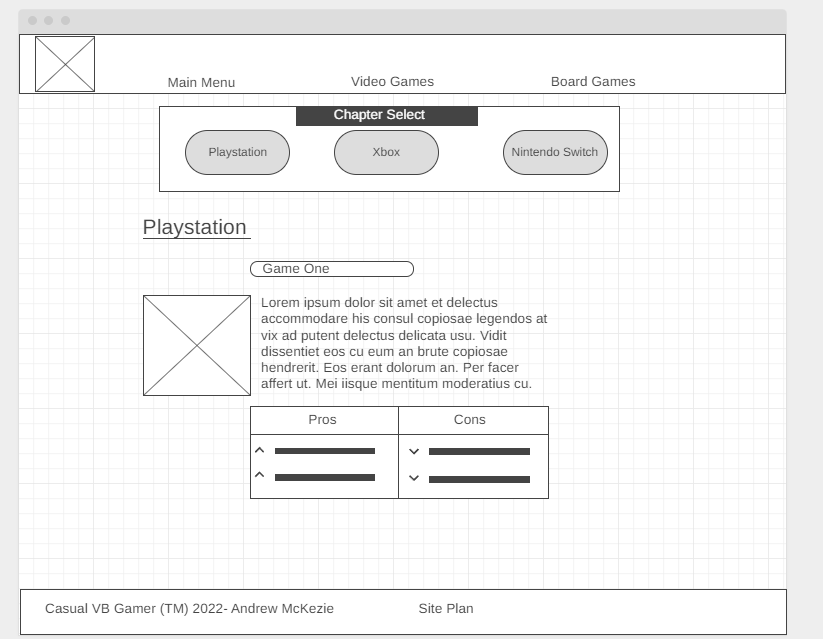 Main Menu Video Games Board Games
Chapter Select
Playstation Xbox Nintendo Switch
Playstation
Game One
Lorem ipsum dolor sit amet et delectus
accommodare his consul copiosae legendos at
vix ad putent delectus delicata usu. Vidit
dissentiet eos cu eum an brute copiosae
hendrerit. Eos erant dolorum an. Per facer
affert ut. Mei iisque mentitum moderatius cu.
Pros Cons
Casual VB Gamer (TM) 2022- Andrew McKezie Site Plan